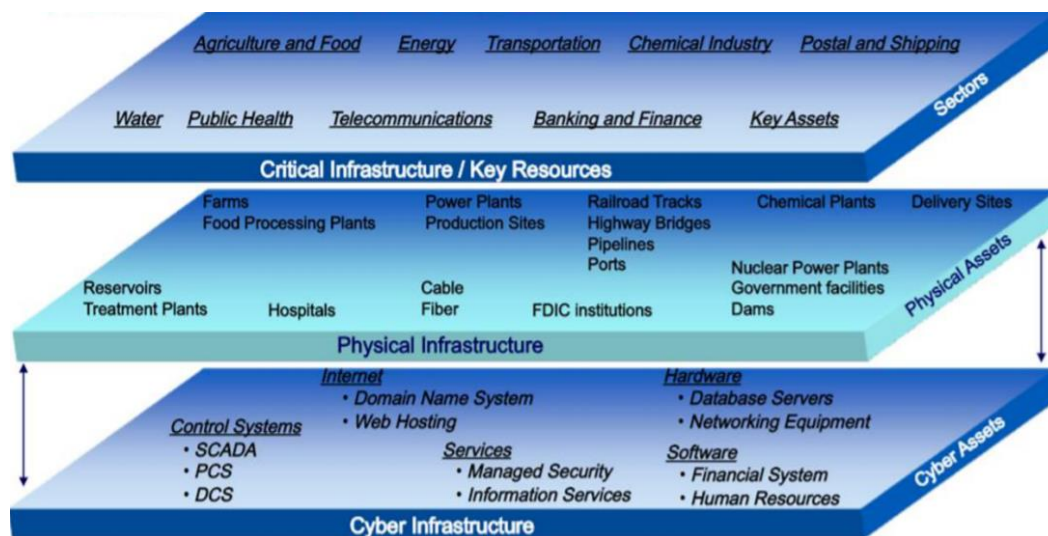 Agriculture and Food Energy Transportation Chemical Industry Postal and Shipping
Water Public Health Telecommunications Banking and Finance Key Assets
Sectors
Critical Infrastructure / Key Resources
Farms Power Plants Railroad Tracks Chemical Plants Delivery Sites
Food Processing Plants Production Sites Highway Bridges
Pipelines
Ports
Nuclear Power Plants
Reservoirs Cable Government facilities
Treatment Plants Hospitals Fiber FDIC institutions Dams
Physical Assets
Physical Infrastructure
Internet Hardware
• Domain Name System • Database Servers
• Web Hosting • Networking Equipment
Control Systems
• SCADA Services Software
• PCS • Managed Security • Financial System
• DCS • Information Services • Human Resources
Cyber Assets
Cyber Infrastructure